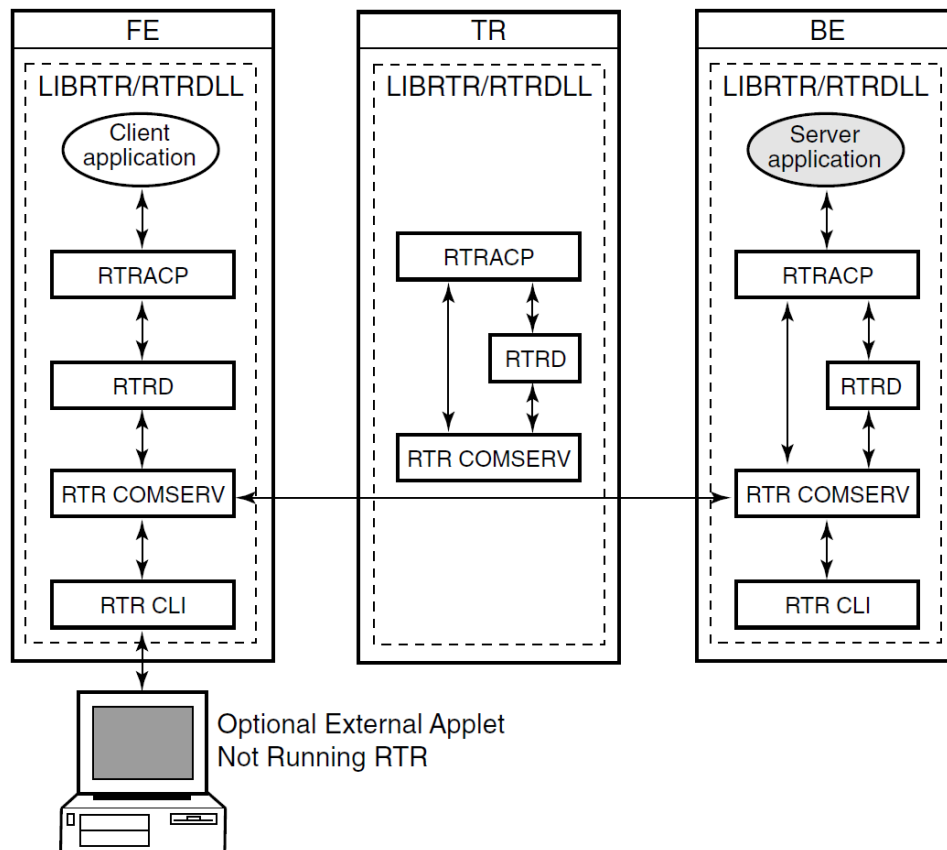 FE
LIBRTR/RTRDLL
Client
application
RTRACP
RTRD
RTR COMSERV
RTR CLI
TR
LIBRTR/RTRDLL
RTRACP
RTRD
RTR COMSERV
BE
LIBRTR/RTRDLL
Server
application
RTRACP
RTRD
RTR COMSERV
RTR CLI
Optional External Applet
Not Running RTR